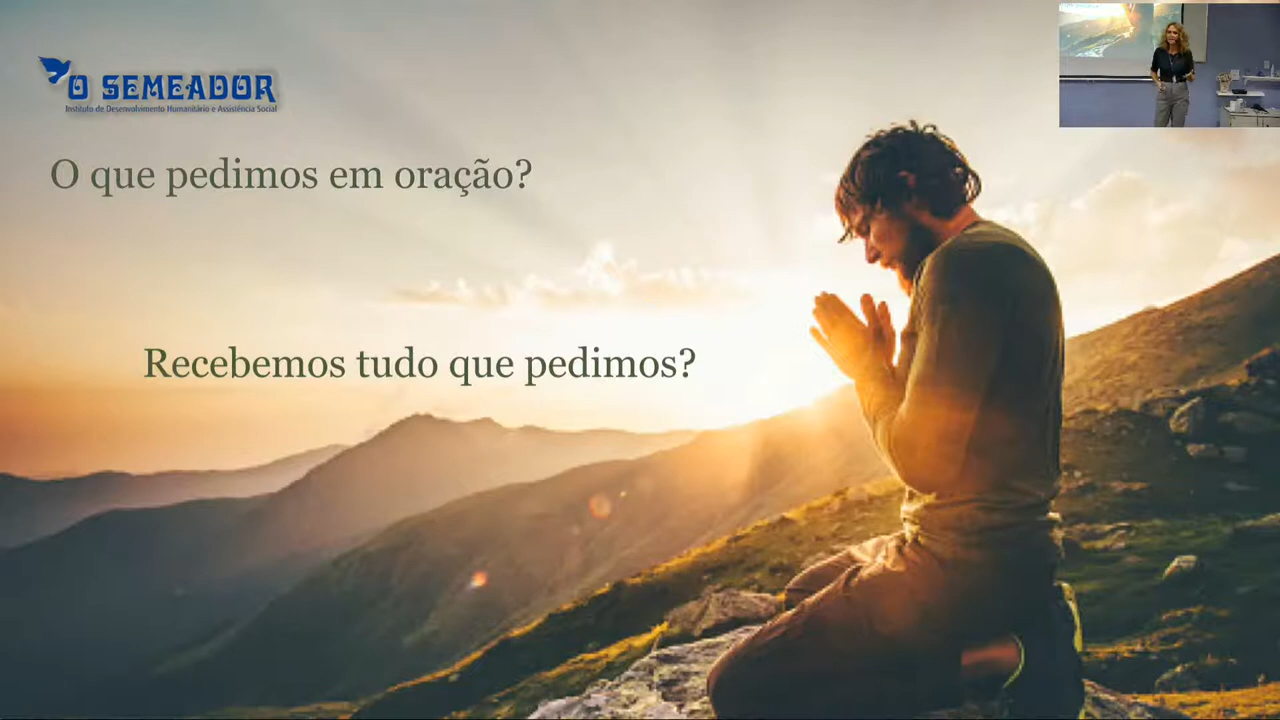 O SEMEADOR
Instituto de Desenvolvimento Humanitário e Assistência Social
O que pedimos em oração?
Recebemos tudo que pedimos?